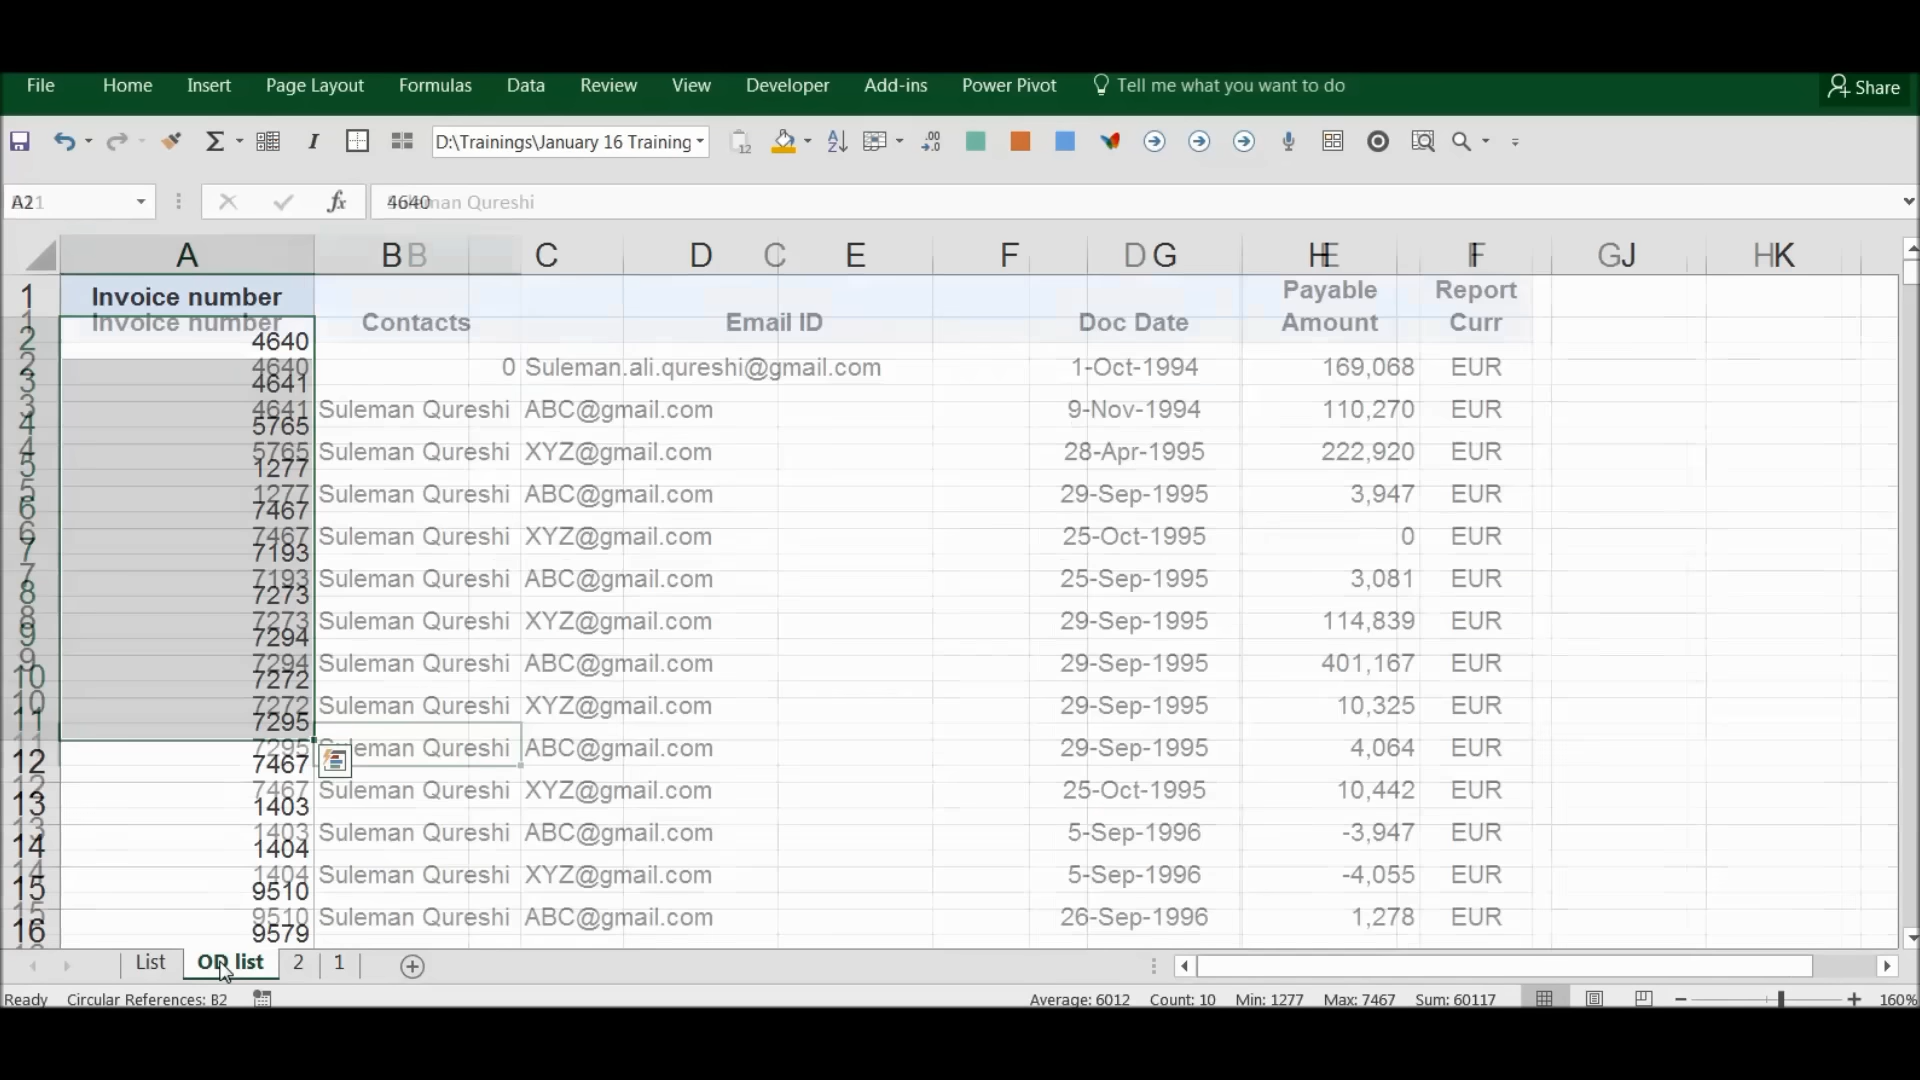 File Home Insert Page Layout Formulas Data Review View Developer Add-ins Power Pivot Tell me what you want to do Share
D:\Trainings\January 16 Training
A2 fx 4640 Qureshi
A B B C D C E F D G H E F G J H K
1 Invoice number Payable Report
1 Invoice number Contacts Email ID Doc Date Amount Curr
2 4640
2 4640 0 Suleman.ali.qureshi@gmail.com 1-Oct-1994 169,068 EUR
3 4641
3 4641 Suleman Qureshi ABC@gmail.com 9-Nov-1994 110,270 EUR
4 5765
4 5765 Suleman Qureshi XYZ@gmail.com 28-Apr-1995 222,920 EUR
5 1277
5 1277 Suleman Qureshi ABC@gmail.com 29-Sep-1995 3,947 EUR
6 7467
6 7467 Suleman Qureshi XYZ@gmail.com 25-Oct-1995 0 EUR
7 7193
7 7193 Suleman Qureshi ABC@gmail.com 25-Sep-1995 3,081 EUR
8 7273
8 7273 Suleman Qureshi XYZ@gmail.com 29-Sep-1995 114,839 EUR
9 7294
9 7294 Suleman Qureshi ABC@gmail.com 29-Sep-1995 401,167 EUR
10 7272
10 7272 Suleman Qureshi XYZ@gmail.com 29-Sep-1995 10,325 EUR
11 7295
11 7295 Suleman Qureshi ABC@gmail.com 29-Sep-1995 4,064 EUR
12 7467
12 7467 Suleman Qureshi XYZ@gmail.com 25-Oct-1995 10,442 EUR
13 1403
13 1403 Suleman Qureshi ABC@gmail.com 5-Sep-1996 -3,947 EUR
14 1404
14 1404 Suleman Qureshi XYZ@gmail.com 5-Sep-1996 -4,055 EUR
15 9510
15 9510 Suleman Qureshi ABC@gmail.com 26-Sep-1996 1,278 EUR
16 9579
List OD list 2 1
Ready Circular References: B2 Average: 6012 Count: 10 Min: 1277 Max: 7467 Sum: 60117 160%